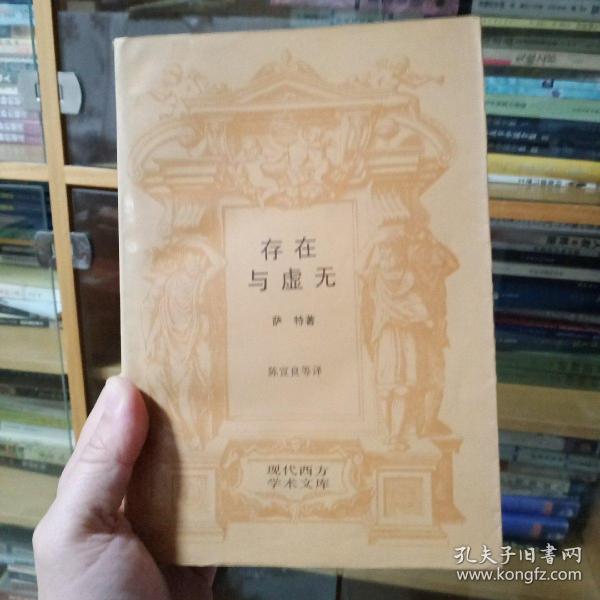 存在
与虚无
萨 特著
陈宣良等译
现代西方
学术文库
孔夫子旧書网
www.kongfz.com